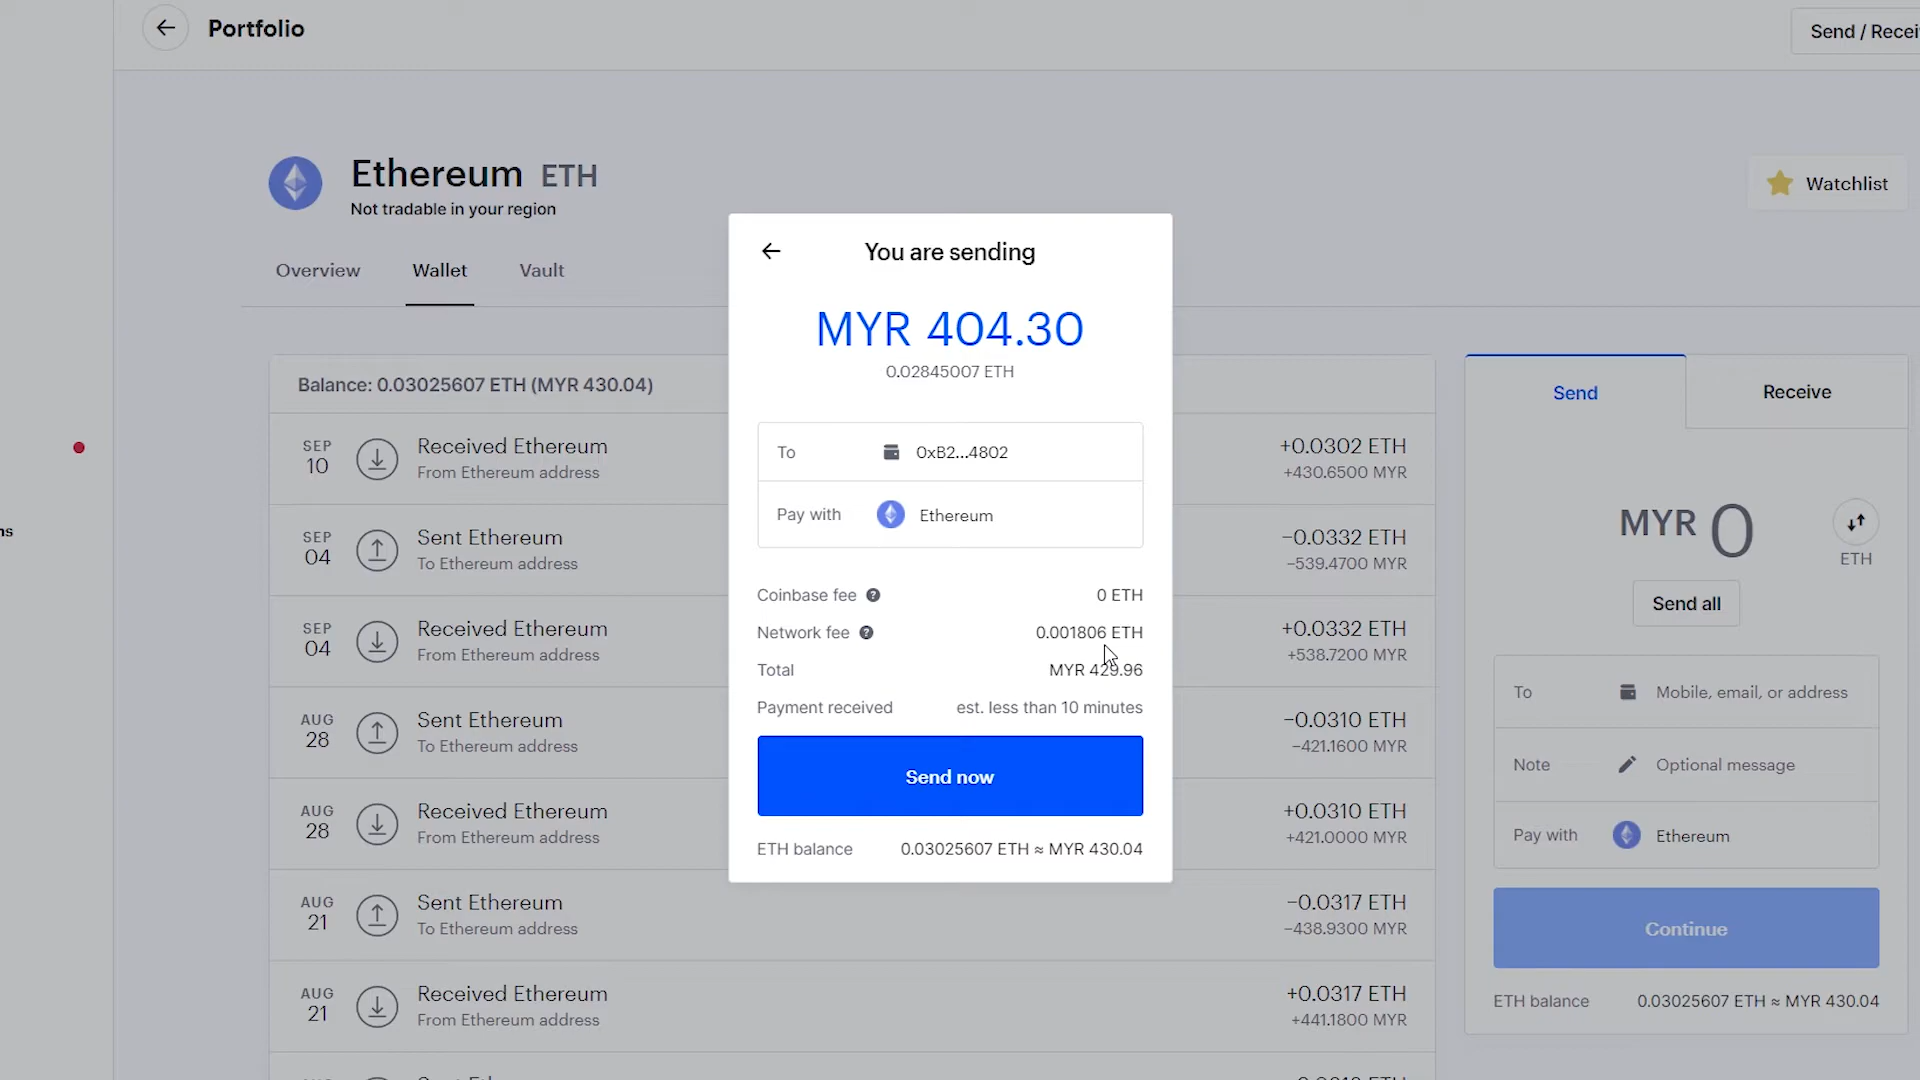 Portfolio
Send / Recei
Ethereum ETH
Not tradable in your region
Watchlist
Overview
Wallet
Vault
Balance: 0.03025607 ETH (MYR 430.04)
SEP
10
Received Ethereum
From Ethereum address
+0.0302 ETH
+430.6500 MYR
SEP
04
Sent Ethereum
To Ethereum address
−0.0332 ETH
−539.4700 MYR
SEP
04
Received Ethereum
From Ethereum address
+0.0332 ETH
+538.7200 MYR
AUG
28
Sent Ethereum
To Ethereum address
−0.0310 ETH
−421.1600 MYR
AUG
28
Received Ethereum
From Ethereum address
+0.0310 ETH
+421.0000 MYR
AUG
21
Sent Ethereum
To Ethereum address
−0.0317 ETH
−438.9300 MYR
AUG
21
Received Ethereum
From Ethereum address
+0.0317 ETH
+441.1800 MYR
ns
You are sending
MYR 404.30
0.02845007 ETH
To 0xB2...4802
Pay with Ethereum
Coinbase fee ? 0 ETH
Network fee ? 0.001806 ETH
Total MYR 429.96
Payment received est. less than 10 minutes
Send now
ETH balance 0.03025607 ETH ≈ MYR 430.04
Send
Receive
MYR 0
ETH
Send all
To Mobile, email, or address
Note Optional message
Pay with Ethereum
Continue
ETH balance 0.03025607 ETH ≈ MYR 430.04